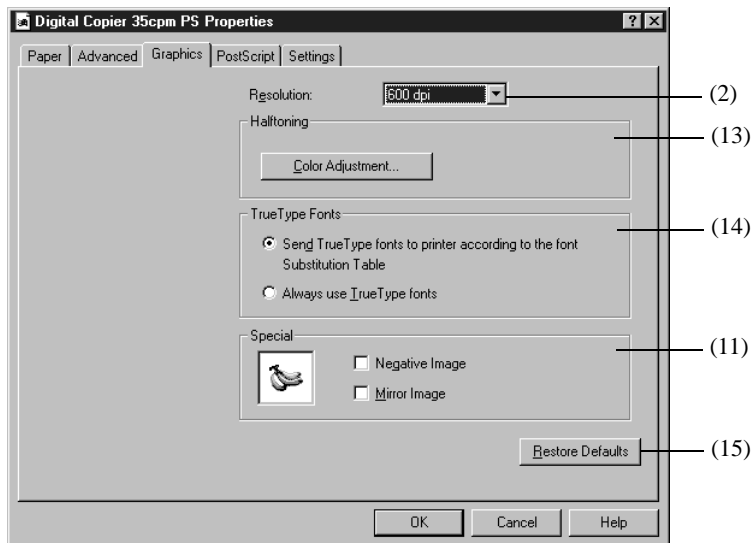 Digital Copier 35cpm PS Properties
Paper Advanced Graphics PostScript Settings
Resolution: 600 dpi (2)
Halftoning (13)
Color Adjustment...
TrueType Fonts (14)
Send TrueType fonts to printer according to the font
Substitution Table
Always use TrueType fonts
Special (11)
Negative Image
Mirror Image
Restore Defaults (15)
OK Cancel Help